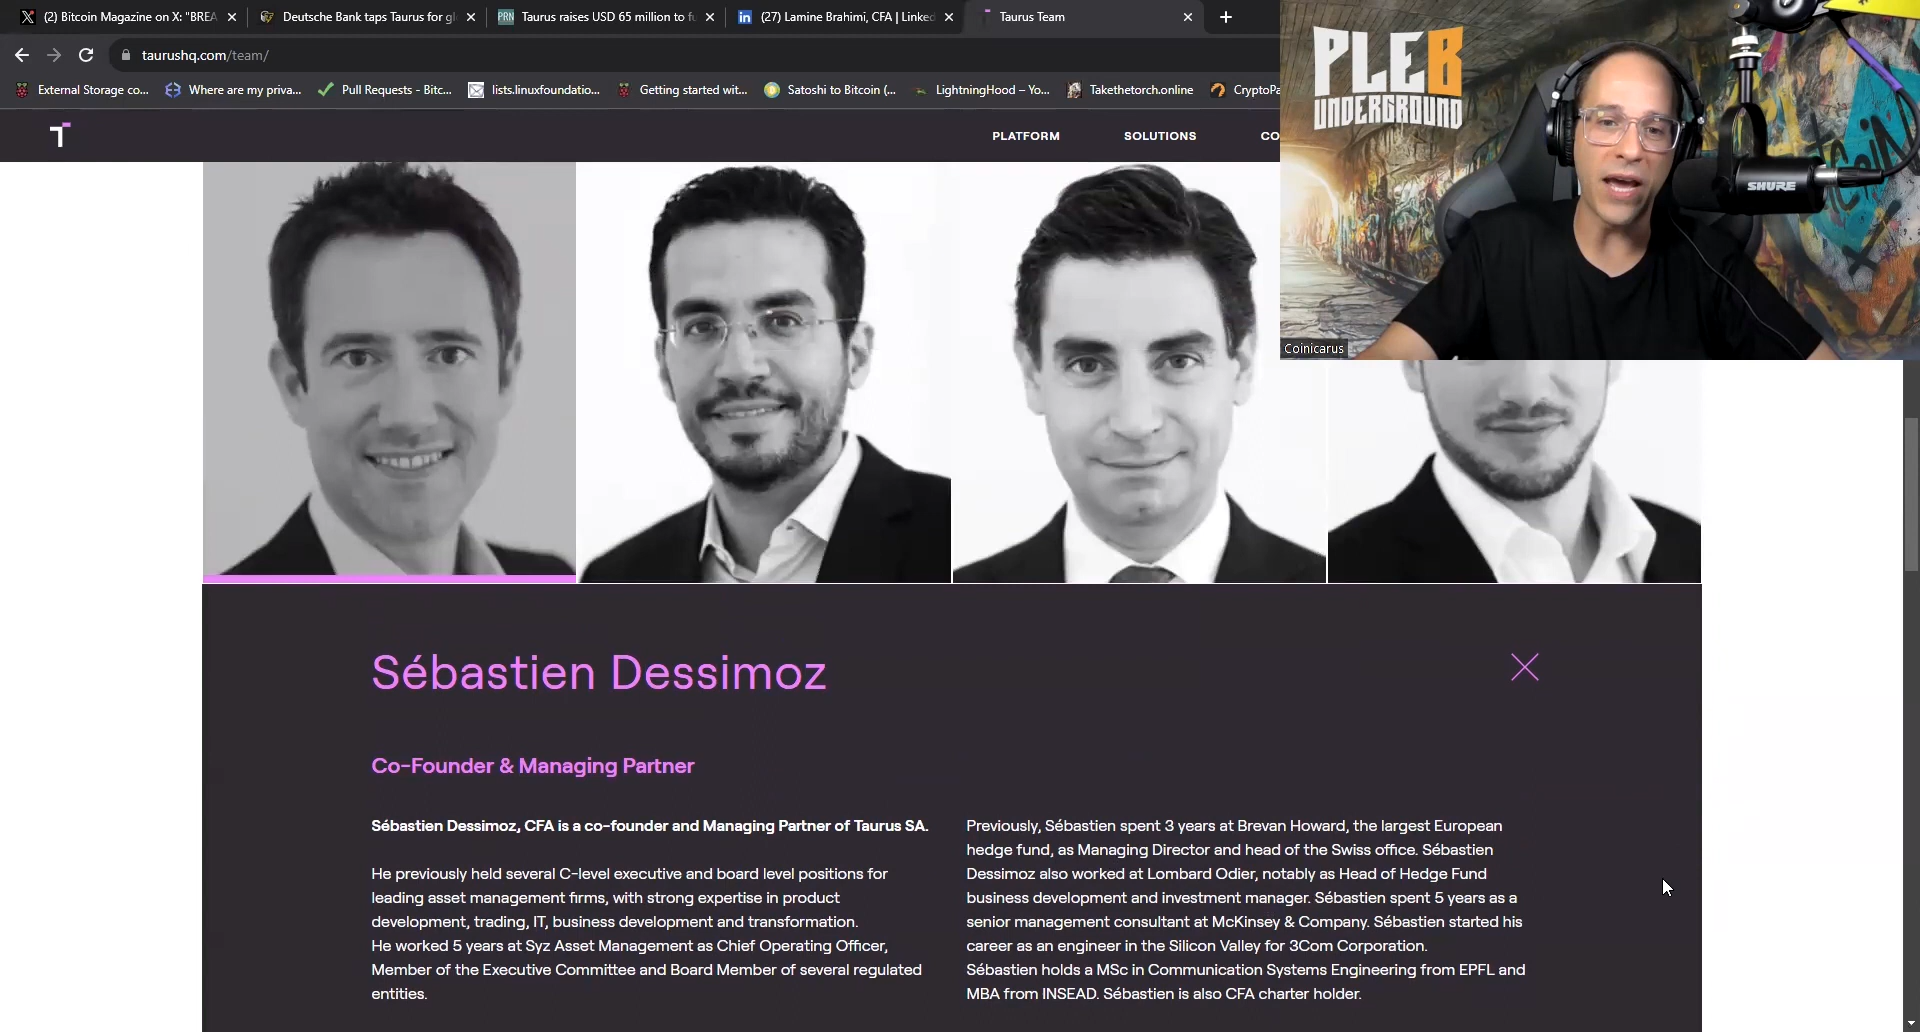 (2) Bitcoin Magazine on X: "BREA
Deutsche Bank taps Taurus for gl
PRN
Taurus raises USD 65 million to fu
in
(27) Lamine Brahimi, CFA | Linked
Taurus Team
taurushq.com/team/
External Storage co...
Where are my priva...
Pull Requests - Bitc...
lists.linuxfoundatio...
Getting started wit...
Satoshi to Bitcoin (...
LightningHood – Yo...
Takethetorch.online
CryptoPa
PLATFORM
SOLUTIONS
CO
PLEB
UNDERGROUND
SHURE
Coinicarus
Sébastien Dessimoz
Co-Founder & Managing Partner
Sébastien Dessimoz, CFA is a co-founder and Managing Partner of Taurus SA.
He previously held several C-level executive and board level positions for
leading asset management firms, with strong expertise in product
development, trading, IT, business development and transformation.
He worked 5 years at Syz Asset Management as Chief Operating Officer,
Member of the Executive Committee and Board Member of several regulated
entities.
Previously, Sébastien spent 3 years at Brevan Howard, the largest European
hedge fund, as Managing Director and head of the Swiss office. Sébastien
Dessimoz also worked at Lombard Odier, notably as Head of Hedge Fund
business development and investment manager. Sébastien spent 5 years as a
senior management consultant at McKinsey & Company. Sébastien started his
career as an engineer in the Silicon Valley for 3Com Corporation.
Sébastien holds a MSc in Communication Systems Engineering from EPFL and
MBA from INSEAD. Sébastien is also CFA charter holder.